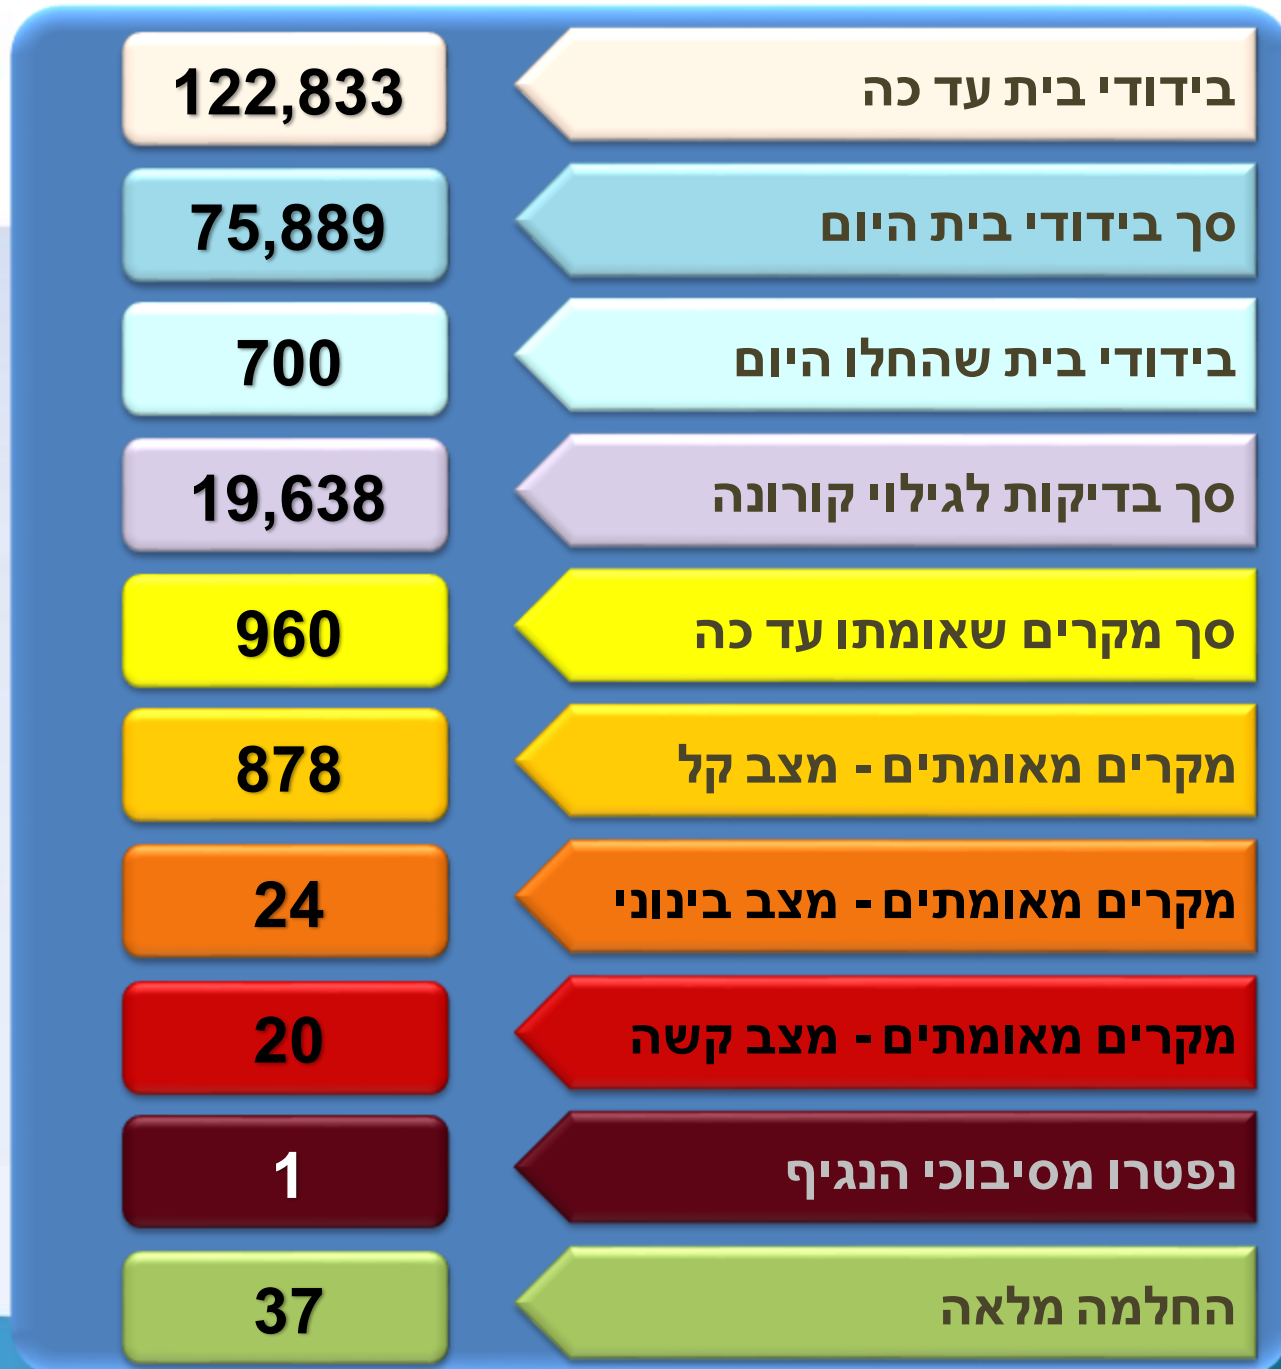 בידודי בית עד כה 122,833
סך בידודי בית היום 75,889
בידודי בית שהחלו היום 700
סך בדיקות לגילוי קורונה 19,638
סך מקרים שאומתו עד כה 960
מקרים מאומתים - מצב קל 878
מקרים מאומתים - מצב בינוני 24
מקרים מאומתים - מצב קשה 20
נפטרו מסיבוכי הנגיף 1
החלמה מלאה 37